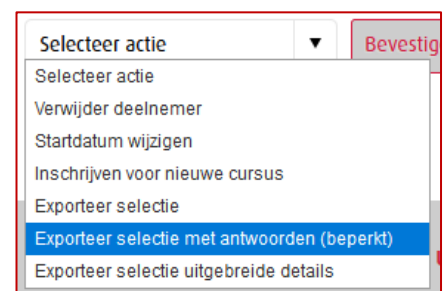 Selecteer actie ▼ Bevestig
Selecteer actie
Verwijder deelnemer
Startdatum wijzigen
Inschrijven voor nieuwe cursus
Exporteer selectie
Exporteer selectie met antwoorden (beperkt)
Exporteer selectie uitgebreide details